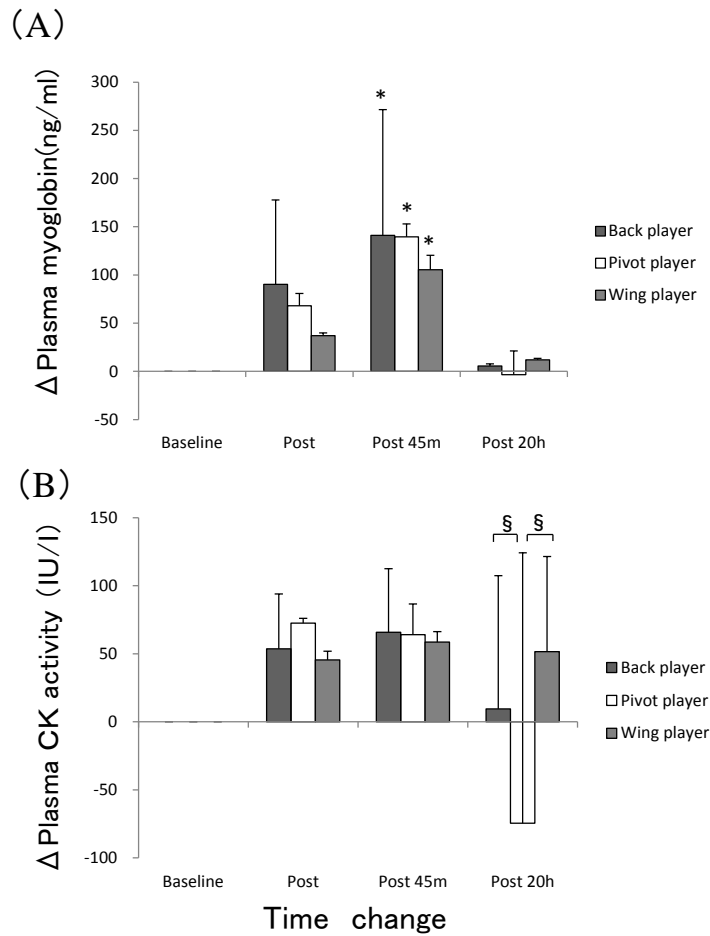 （A）
300
250
200
150
100
50
0
-50
Δ Plasma myoglobin(ng/ml)
*
*
*
Back player
Pivot player
Wing player
Baseline
Post
Post 45m
Post 20h
（B）
150
100
50
0
-50
-100
Δ Plasma CK activity (IU/l)
§
§
Back player
Pivot player
Wing player
Baseline
Post
Post 45m
Post 20h
Time change